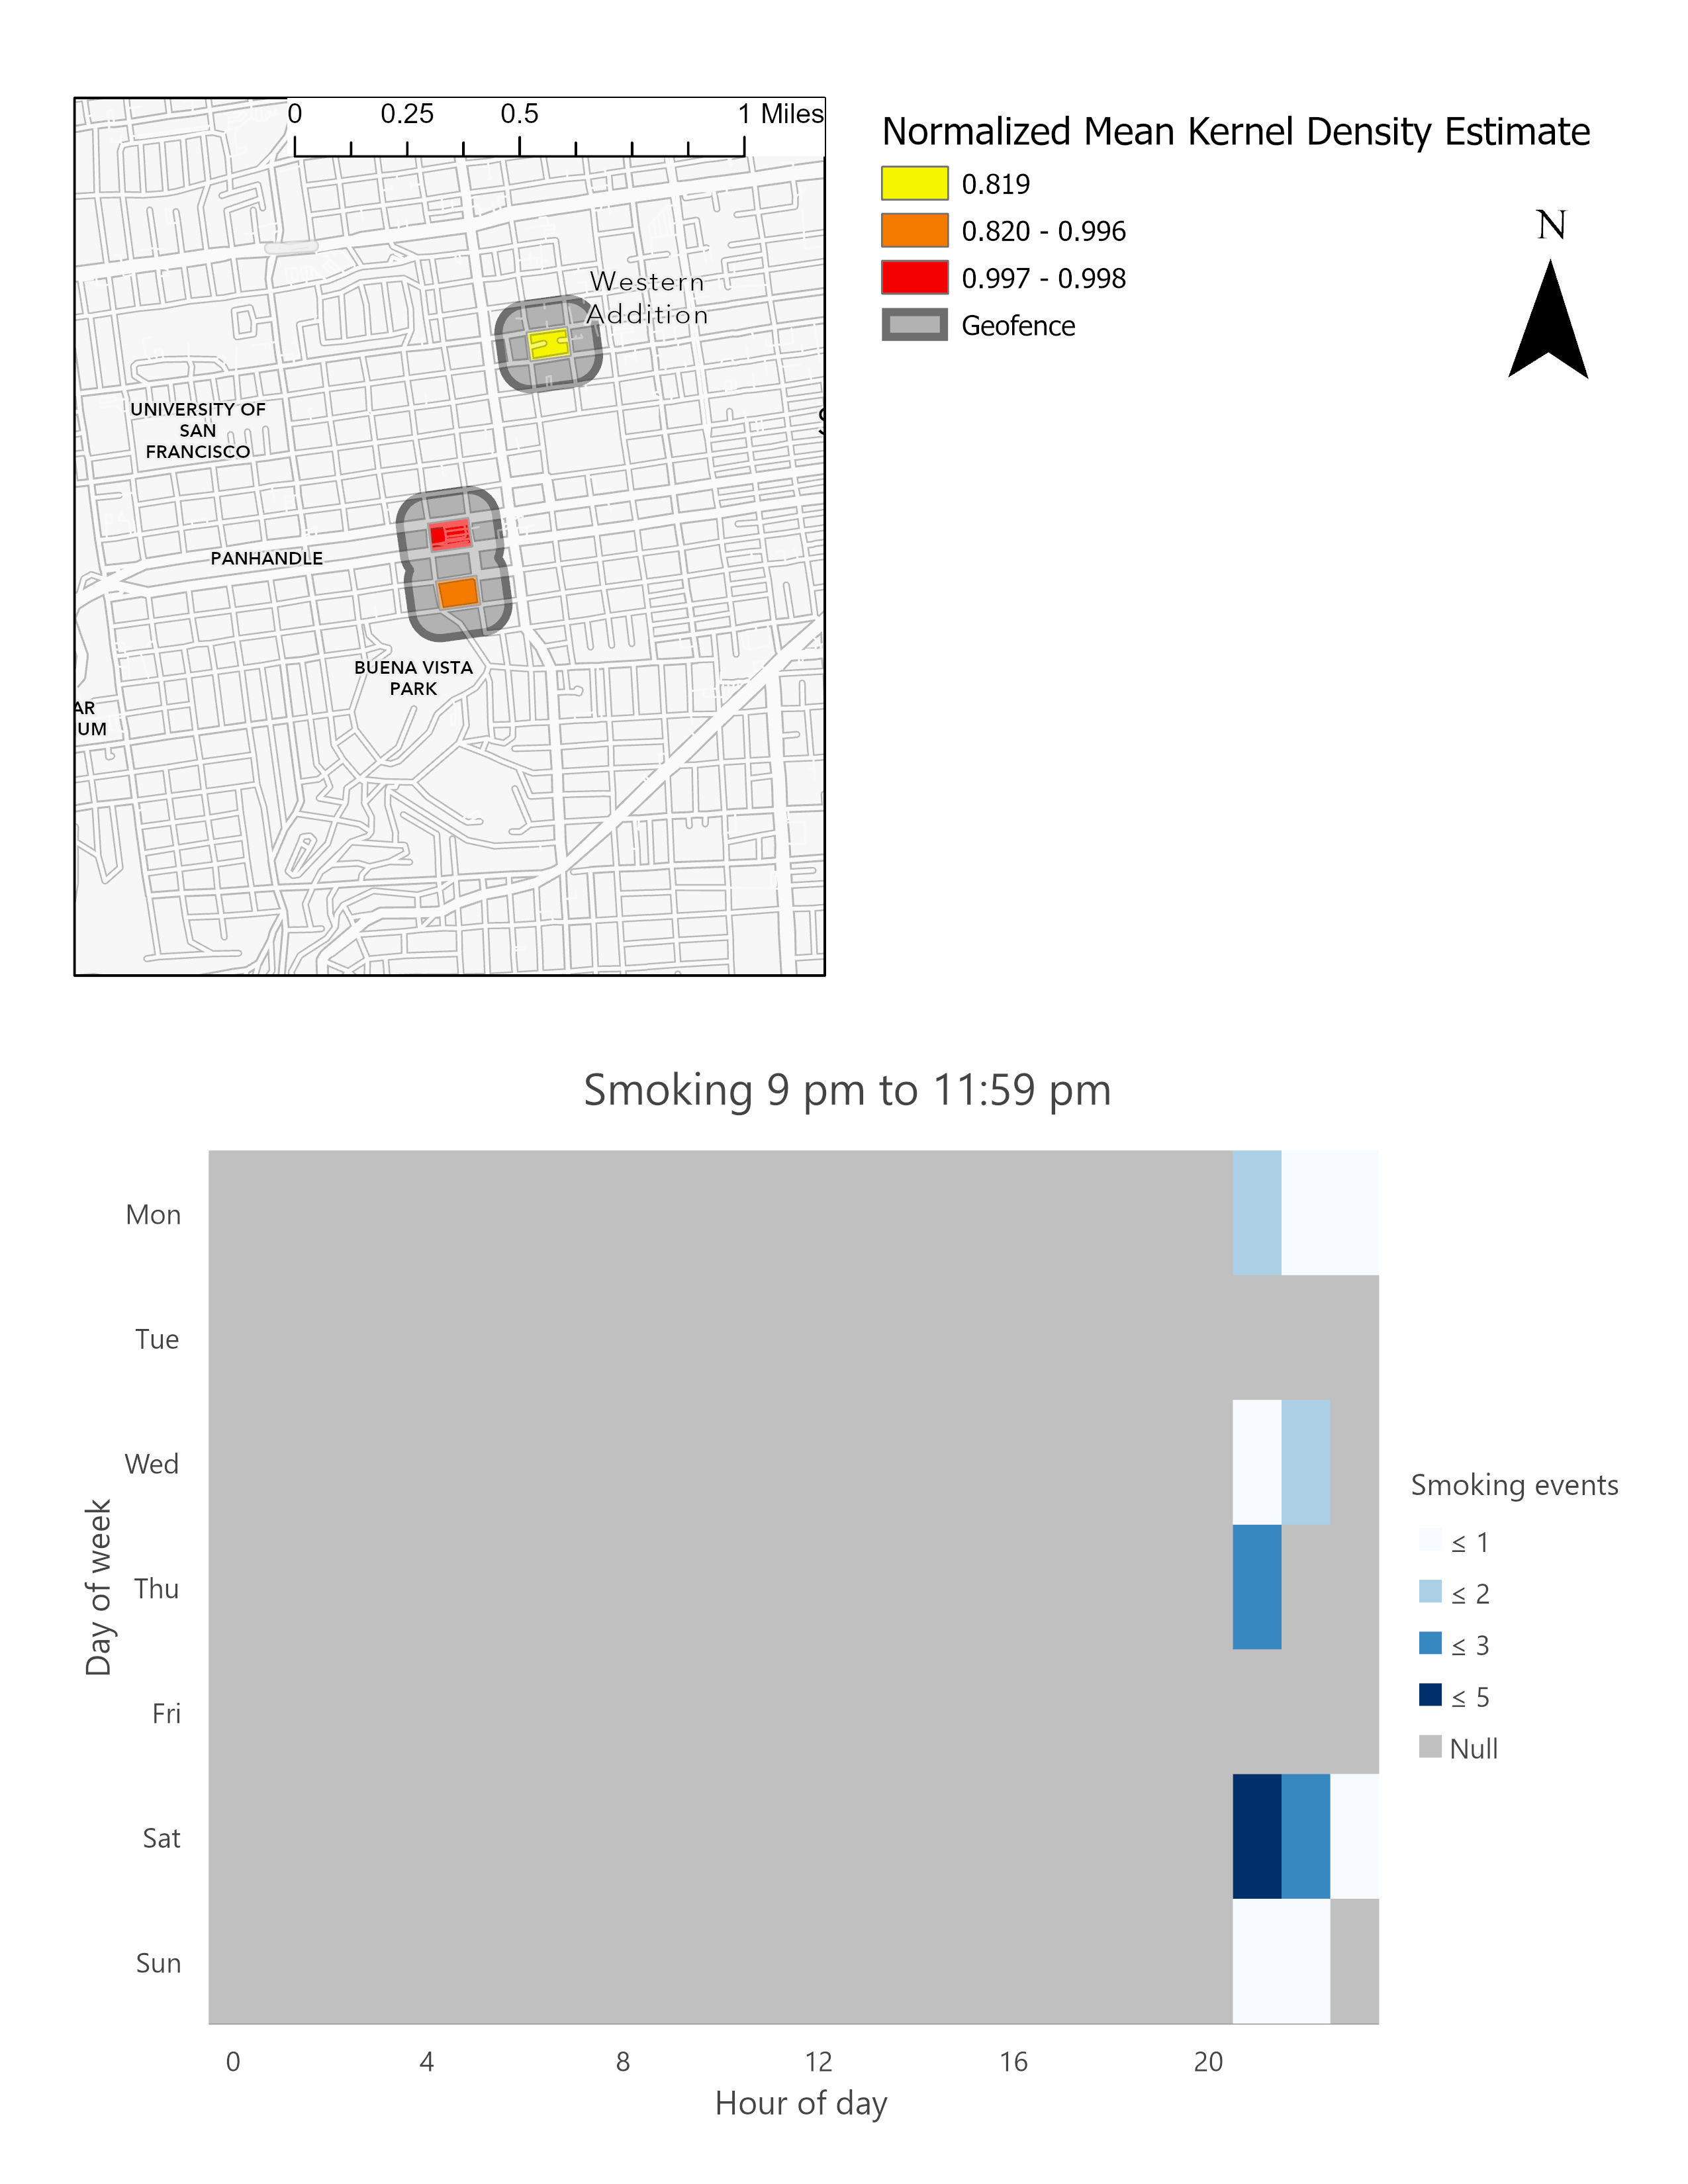 0 0.25 0.5 1 Miles
Western
Addition
UNIVERSITY OF
SAN
FRANCISCO
PANHANDLE
BUENA VISTA
PARK
AR
UM
S
Normalized Mean Kernel Density Estimate
0.819
0.820 - 0.996
0.997 - 0.998
Geofence
N
Smoking 9 pm to 11:59 pm
Day of week
Mon
Tue
Wed
Thu
Fri
Sat
Sun
0 4 8 12 16 20
Hour of day
Smoking events
≤ 1
≤ 2
≤ 3
≤ 5
Null